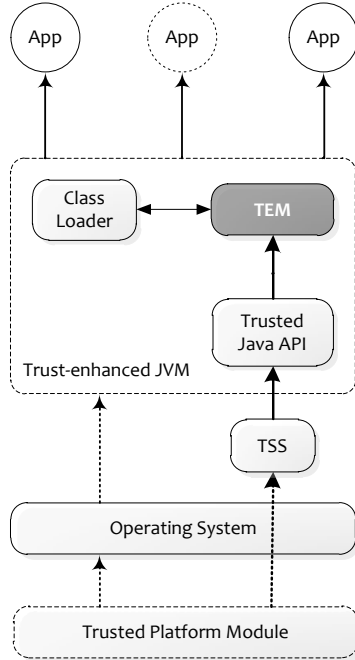 App
App
App
Class
Loader
TEM
Trusted
Java API
Trust-enhanced JVM
TSS
Operating System
Trusted Platform Module